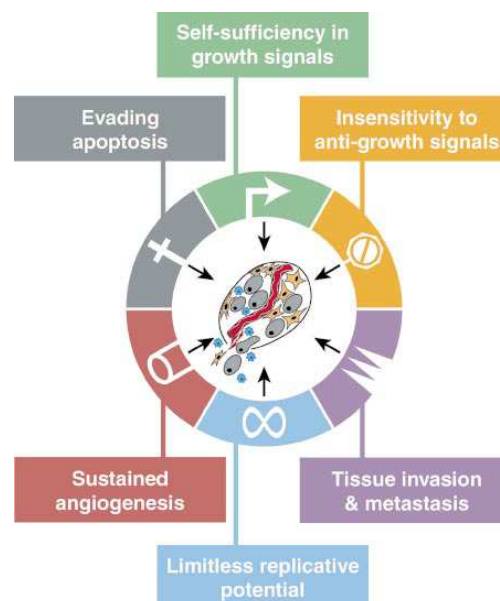 Self-sufficiency in
growth signals
Evading
apoptosis
Insensitivity to
anti-growth signals
Sustained
angiogenesis
Tissue invasion
& metastasis
Limitless replicative
potential